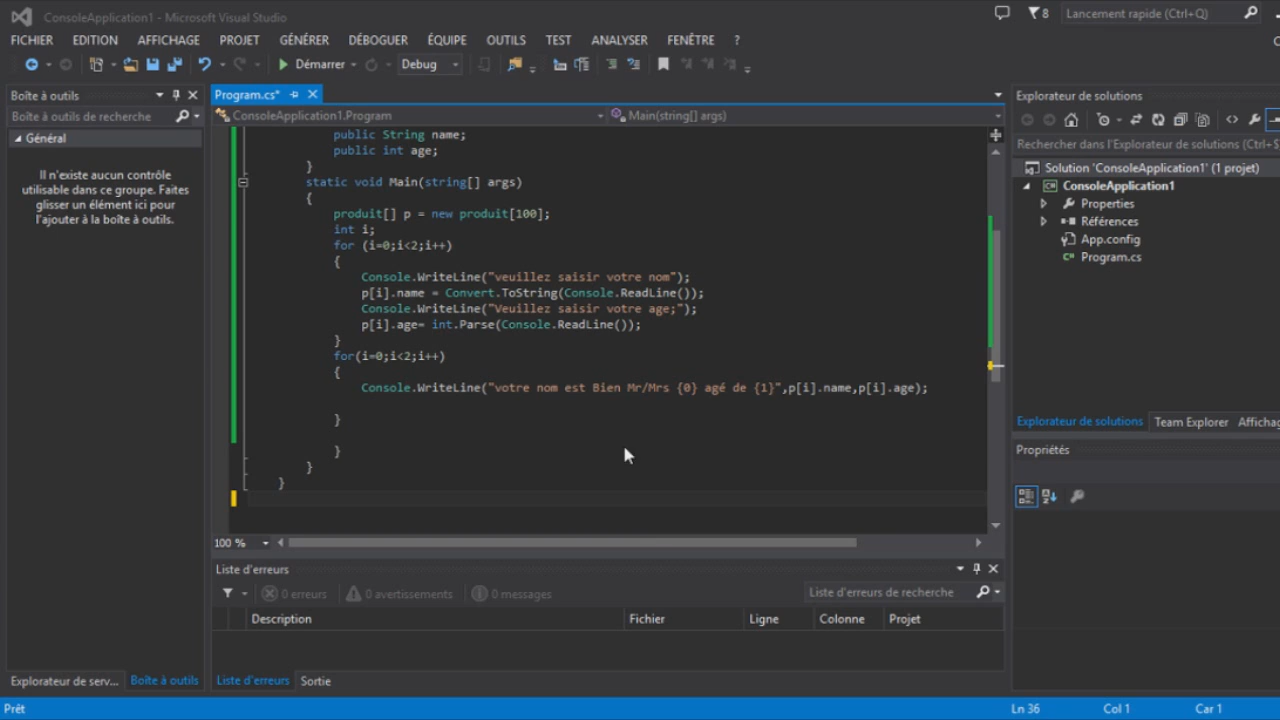 ConsoleApplication1 - Microsoft Visual Studio
8
Lancement rapide (Ctrl+Q)
FICHIER EDITION AFFICHAGE PROJET GÉNÉRER DÉBOGUER ÉQUIPE OUTILS TEST ANALYSER FENÊTRE ?
Démarrer Debug
Boîte à outils
Boîte à outils de recherche
Général
Il n'existe aucun contrôle
utilisable dans ce groupe. Faites
glisser un élément ici pour
l'ajouter à la boîte à outils.
Explorateur de serv... Boîte à outils
Program.cs*
ConsoleApplication1.Program Main(string[] args)
public String name;
public int age;
}
static void Main(string[] args)
{
produit[] p = new produit[100];
int i;
for (i=0;i<2;i++)
{
Console.WriteLine("veuillez saisir votre nom");
p[i].name = Convert.ToString(Console.ReadLine());
Console.WriteLine("Veuillez saisir votre age;");
p[i].age= int.Parse(Console.ReadLine());
}
for(i=0;i<2;i++)
{
Console.WriteLine("votre nom est Bien Mr/Mrs {0} agé de {1}",p[i].name,p[i].age);
}
}
}
}
100 %
Liste d'erreurs
0 erreurs 0 avertissements 0 messages
Liste d'erreurs de recherche
Description Fichier Ligne Colonne Projet
Liste d'erreurs Sortie
Explorateur de solutions
Rechercher dans l'Explorateur de solutions (Ctrl+$
Solution 'ConsoleApplication1' (1 projet)
ConsoleApplication1
Properties
Références
App.config
Program.cs
Explorateur de solutions Team Explorer Affichag
Propriétés
Prêt
Ln 36 Col 1 Car 1